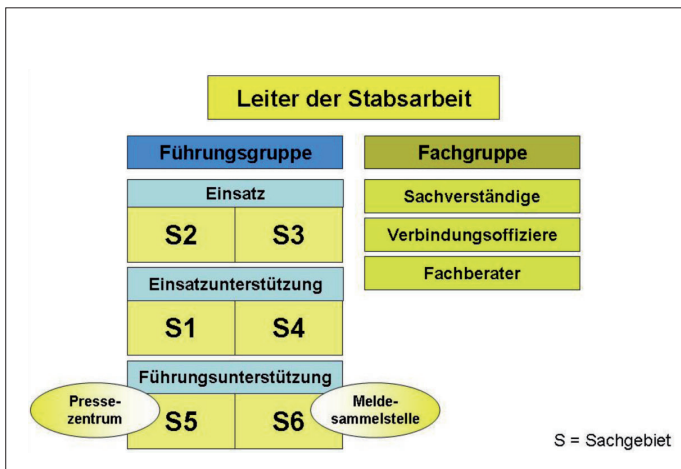 Leiter der Stabsarbeit
Führungsgruppe
Fachgruppe
Einsatz
S2
S3
Einsatzunterstützung
S1
S4
Führungsunterstützung
S5
S6
Presse-
zentrum
Melde-
sammelstelle
Sachverständige
Verbindungsoffiziere
Fachberater
S = Sachgebiet